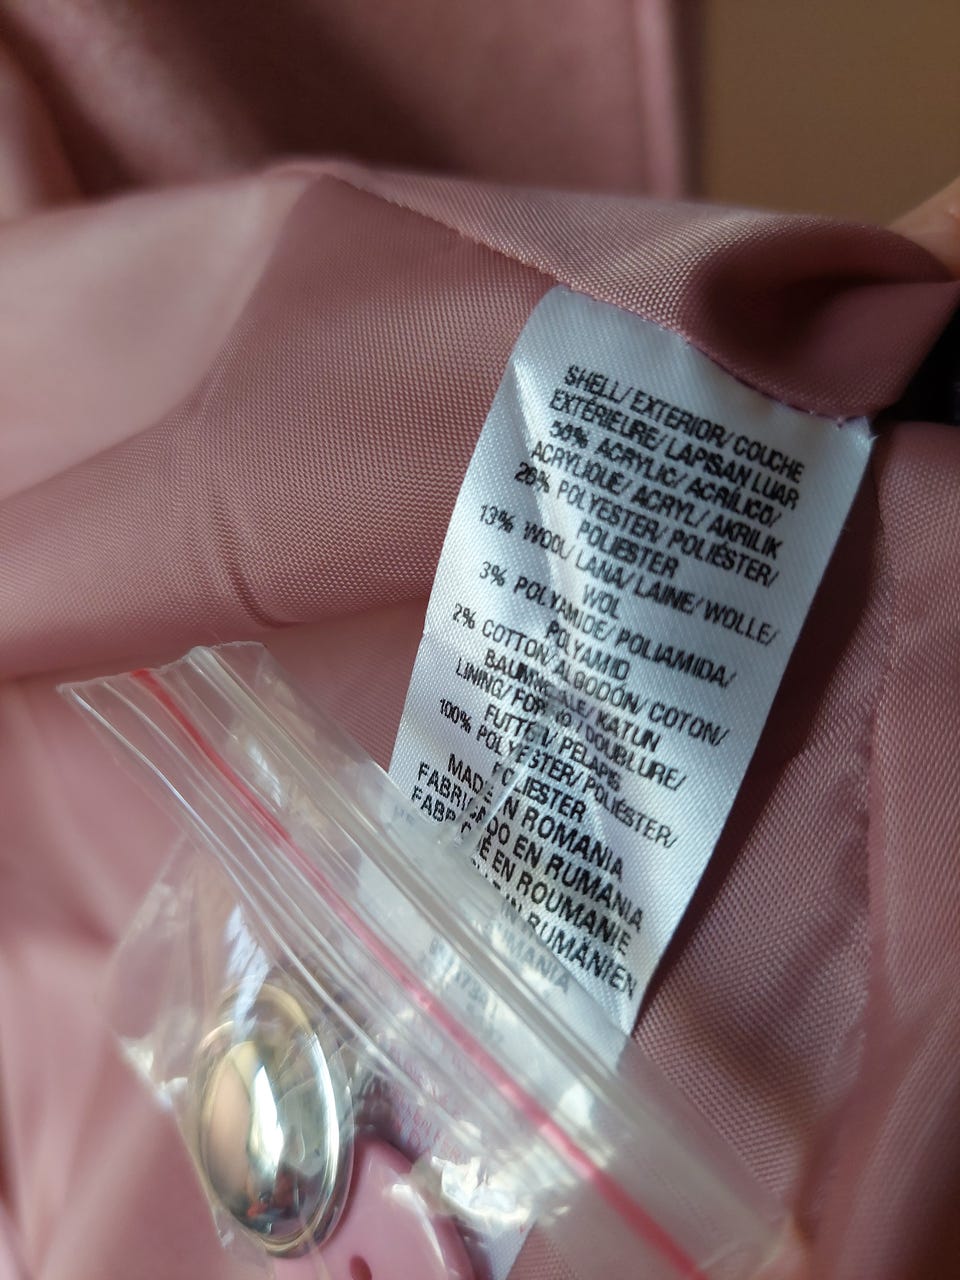 SHELL/ EXTERIOR/ COUCHE
EXTÉRIEURE/ LAPISAN LUAR
56% ACRYLIC/ ACRÍLICO/
ACRYLIQUE/ ACRYL/ AKRILIK
26% POLYESTER/ POLIÉSTER/
POLIESTER
13% WOOL/ LANA/ LAINE/ WOLLE/
WOL
3% POLYAMIDE/ POLIAMIDA/
POLYAMID
2% COTTON/ ALGODÓN/ COTON/
BAUMWOLLE/ KATUN
LINING/ FORRO/ DOUBLURE/
FUTTER/ PELAPIS
100% POLYESTER/ POLIÉSTER/
POLIESTER
MADE IN ROMANIA
FABRICADO EN RUMANIA
FABRIQUÉ EN ROUMANIE
IN RUMÄNIEN